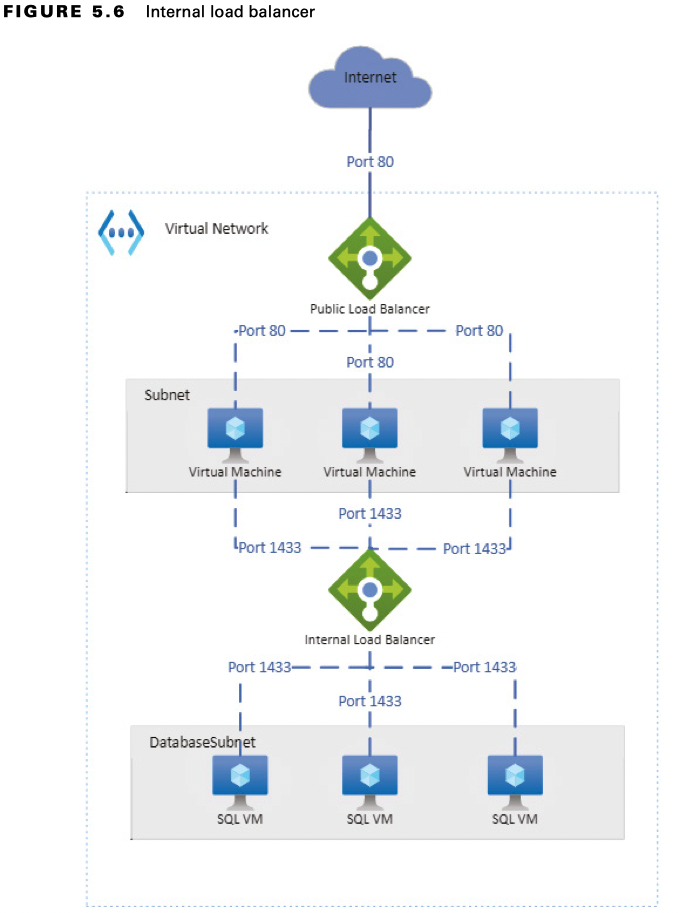 FIGURE 5.6 Internal load balancer
Internet
Port 80
Virtual Network
Public Load Balancer
Port 80
Port 80
Port 80
Subnet
Virtual Machine
Virtual Machine
Virtual Machine
Port 1433
Port 1433
Port 1433
Internal Load Balancer
Port 1433
Port 1433
Port 1433
DatabaseSubnet
SQL VM
SQL VM
SQL VM